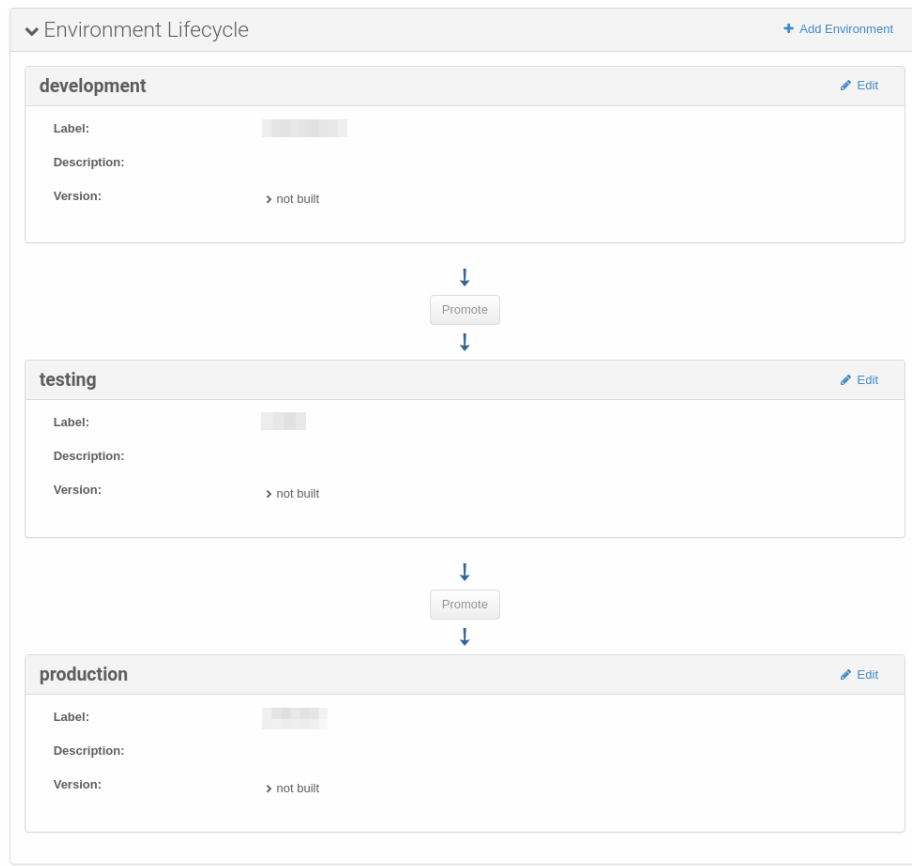 Environment Lifecycle
Add Environment
development
Edit
Label:
Description:
Version:
not built
Promote
testing
Edit
Label:
Description:
Version:
not built
Promote
production
Edit
Label:
Description:
Version:
not built